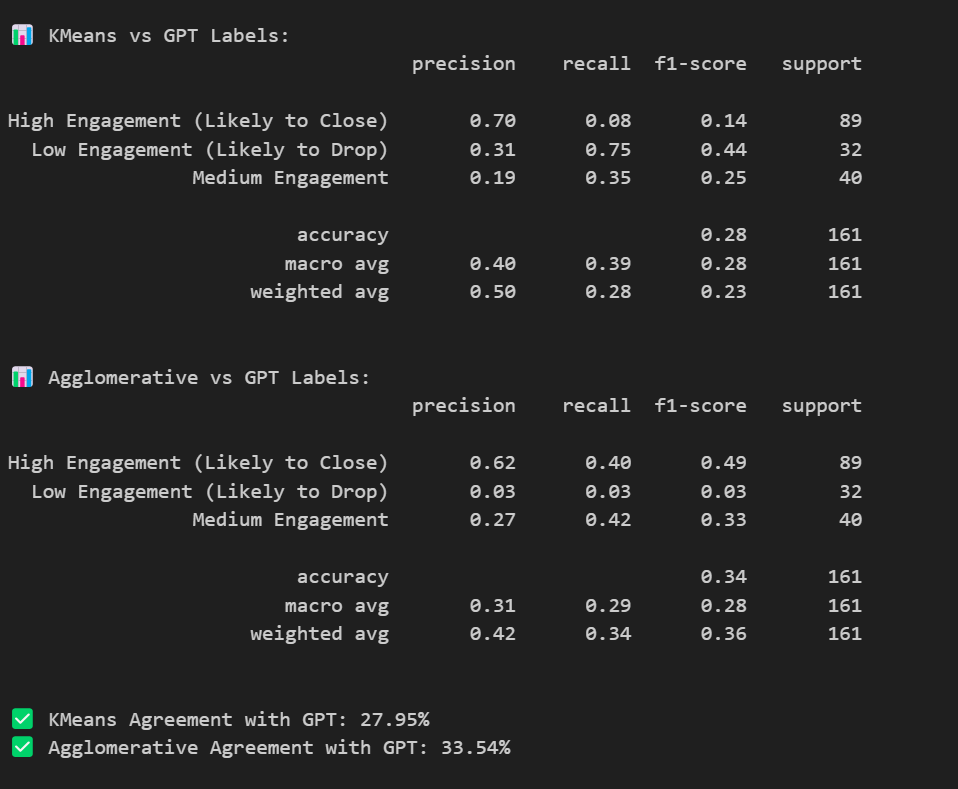 📊 KMeans vs GPT Labels:
precision recall f1-score support
High Engagement (Likely to Close) 0.70 0.08 0.14 89
Low Engagement (Likely to Drop) 0.31 0.75 0.44 32
Medium Engagement 0.19 0.35 0.25 40
accuracy 0.28 161
macro avg 0.40 0.39 0.28 161
weighted avg 0.50 0.28 0.23 161
📊 Agglomerative vs GPT Labels:
precision recall f1-score support
High Engagement (Likely to Close) 0.62 0.40 0.49 89
Low Engagement (Likely to Drop) 0.03 0.03 0.03 32
Medium Engagement 0.27 0.42 0.33 40
accuracy 0.34 161
macro avg 0.31 0.29 0.28 161
weighted avg 0.42 0.34 0.36 161
✅ KMeans Agreement with GPT: 27.95%
✅ Agglomerative Agreement with GPT: 33.54%